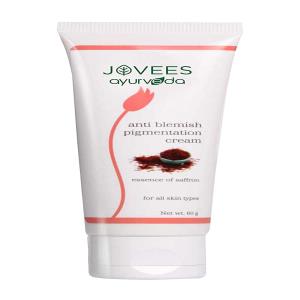 JOVEES
ayurveda
anti blemish
pigmentation
cream
essence of saffron
for all skin types
Net wt. 60 g